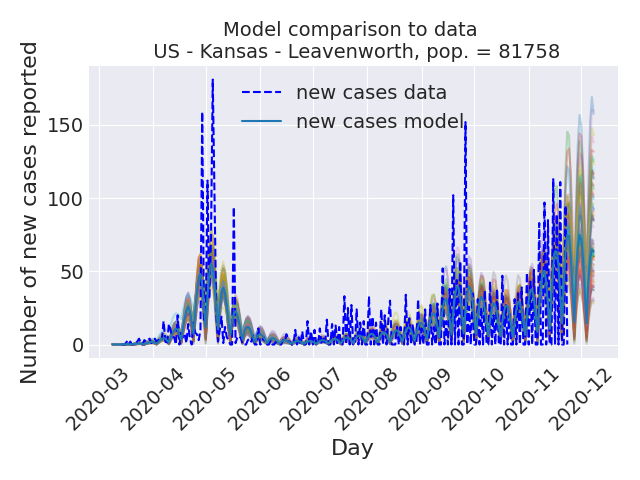 Model comparison to data
US - Kansas - Leavenworth, pop. = 81758
Number of new cases reported
150
100
50
0
new cases data
new cases model
2020-03
2020-04
2020-05
2020-06
2020-07
2020-08
2020-09
2020-10
2020-11
2020-12
Day